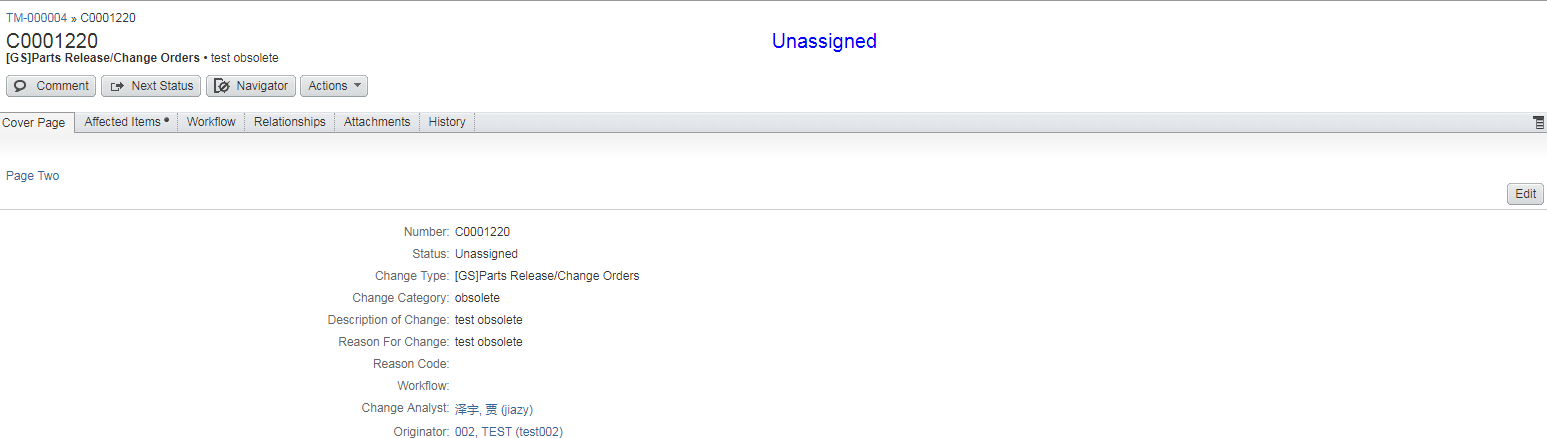 TM-000004 » C0001220
C0001220
Unassigned
[GS]Parts Release/Change Orders • test obsolete
Comment Next Status Navigator Actions
Cover Page Affected Items Workflow Relationships Attachments History
Page Two
Edit
Number: C0001220
Status: Unassigned
Change Type: [GS]Parts Release/Change Orders
Change Category: obsolete
Description of Change: test obsolete
Reason For Change: test obsolete
Reason Code:
Workflow:
Change Analyst: 泽宇, 贾 (jiazy)
Originator: 002, TEST (test002)